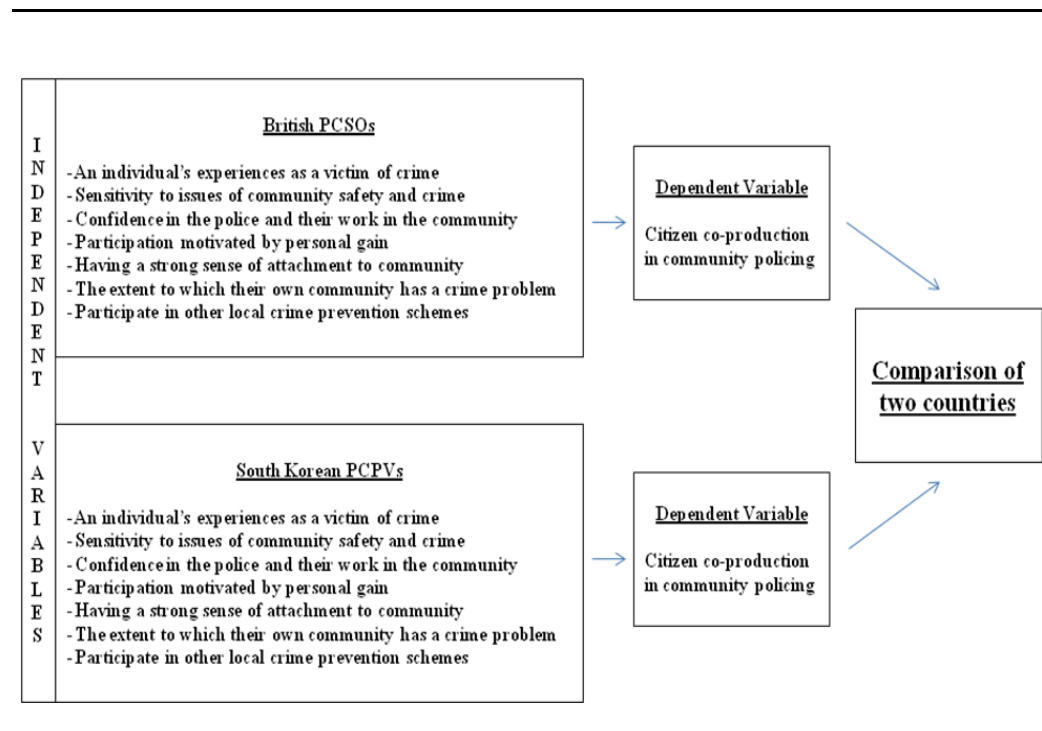 INDEPENDENT VARIABLES
British PCSOs
-An individual's experiences as a victim of crime
-Sensitivity to issues of community safety and crime
-Confidence in the police and their work in the community
-Participation motivated by personal gain
-Having a strong sense of attachment to community
-The extent to which their own community has a crime problem
-Participate in other local crime prevention schemes
Dependent Variable
Citizen co-production
in community policing
South Korean PCPVs
-An individual's experiences as a victim of crime
-Sensitivity to issues of community safety and crime
-Confidence in the police and their work in the community
-Participation motivated by personal gain
-Having a strong sense of attachment to community
-The extent to which their own community has a crime problem
-Participate in other local crime prevention schemes
Dependent Variable
Citizen co-production
in community policing
Comparison of
two countries